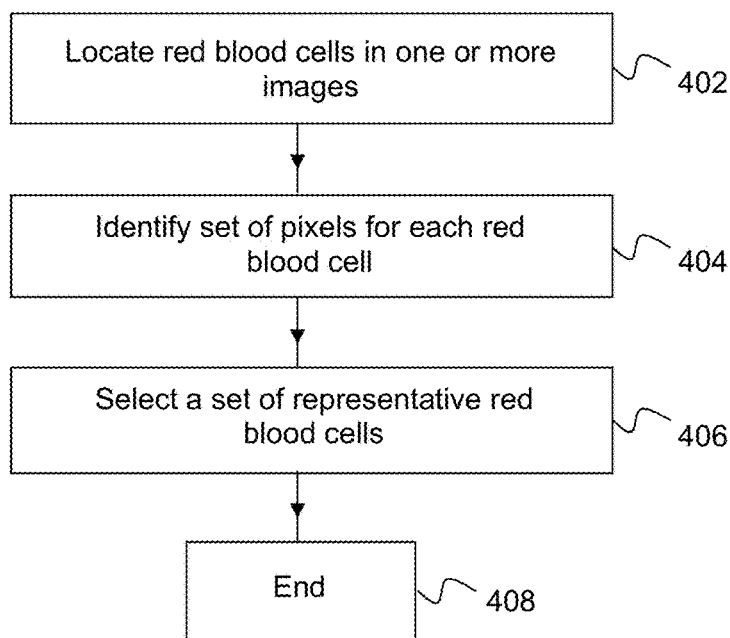 Locate red blood cells in one or more
images
402
Identify set of pixels for each red
blood cell
404
Select a set of representative red
blood cells
406
End
408